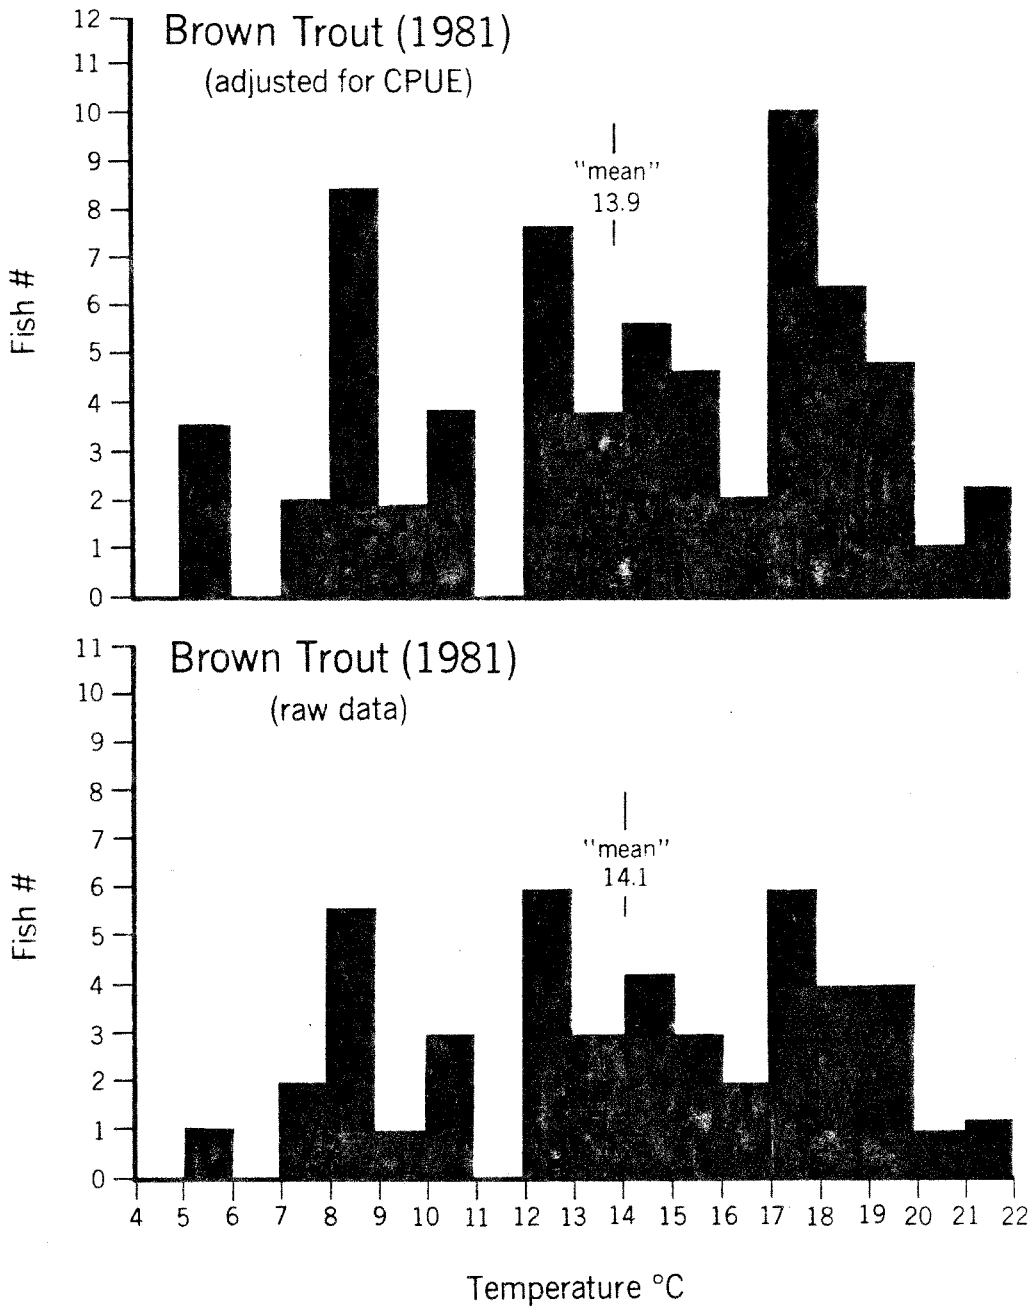 Brown Trout (1981)
(adjusted for CPUE)
12
11
10
9
8
7
6
5
4
3
2
1
0
Fish #
"mean"
13.9
Brown Trout (1981)
(raw data)
11
10
9
8
7
6
5
4
3
2
1
0
Fish #
"mean"
14.1
4 5 6 7 8 9 10 11 12 13 14 15 16 17 18 19 20 21 22
Temperature °C